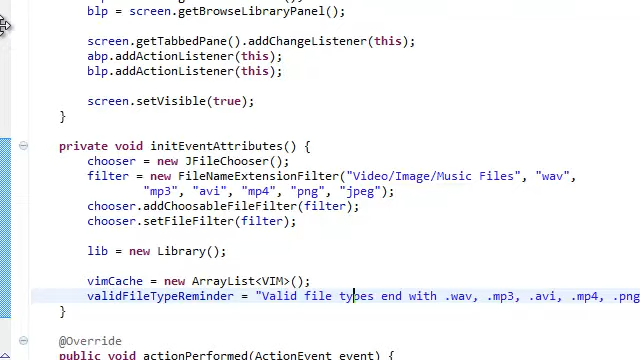 blp = screen.getBrowseLibraryPanel();
screen.getTabbedPane().addChangeListener(this);
abp.addActionListener(this);
blp.addActionListener(this);
screen.setVisible(true);
}
private void initEventAttributes() {
chooser = new JFileChooser();
filter = new FileNameExtensionFilter("Video/Image/Music Files", "wav",
"mp3", "avi", "mp4", "png", "jpeg");
chooser.addChoosableFileFilter(filter);
chooser.setFileFilter(filter);
lib = new Library();
vimCache = new ArrayList<VIM>();
validFileTypeReminder = "Valid file types end with .wav, .mp3, .avi, .mp4, .png
}
@Override
public void actionPerformed(ActionEvent event) {